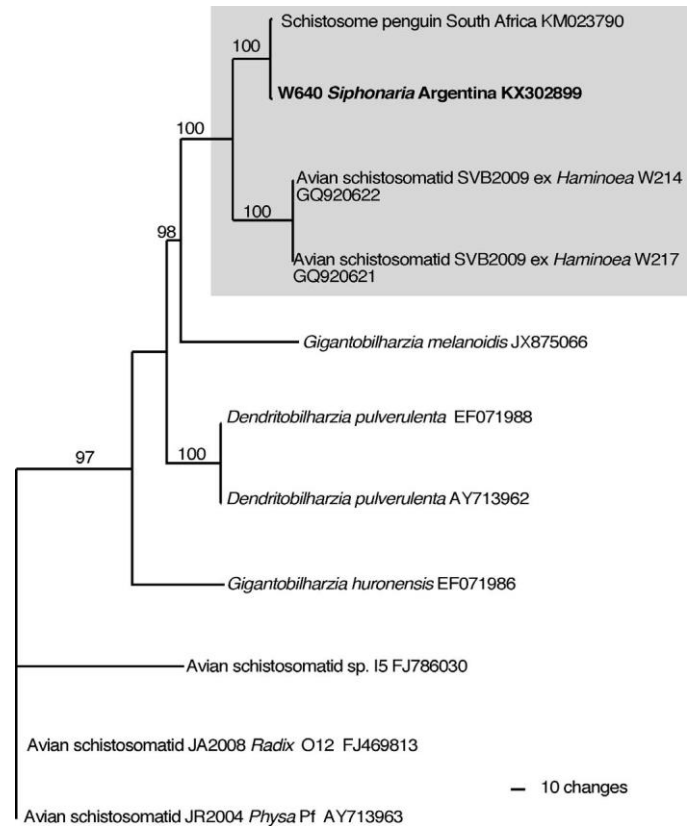 Schistosome penguin South Africa KM023790
100
W640 Siphonaria Argentina KX302899
100
Avian schistosomatid SVB2009 ex Haminoea W214
GQ920622
100
98
Avian schistosomatid SVB2009 ex Haminoea W217
GQ920621
Gigantobilharzia melanoidis JX875066
Dendritobilharzia pulverulenta EF071988
97
100
Dendritobilharzia pulverulenta AY713962
Gigantobilharzia huronensis EF071986
Avian schistosomatid sp. I5 FJ786030
Avian schistosomatid JA2008 Radix O12 FJ469813
10 changes
Avian schistosomatid JR2004 Physa Pf AY713963